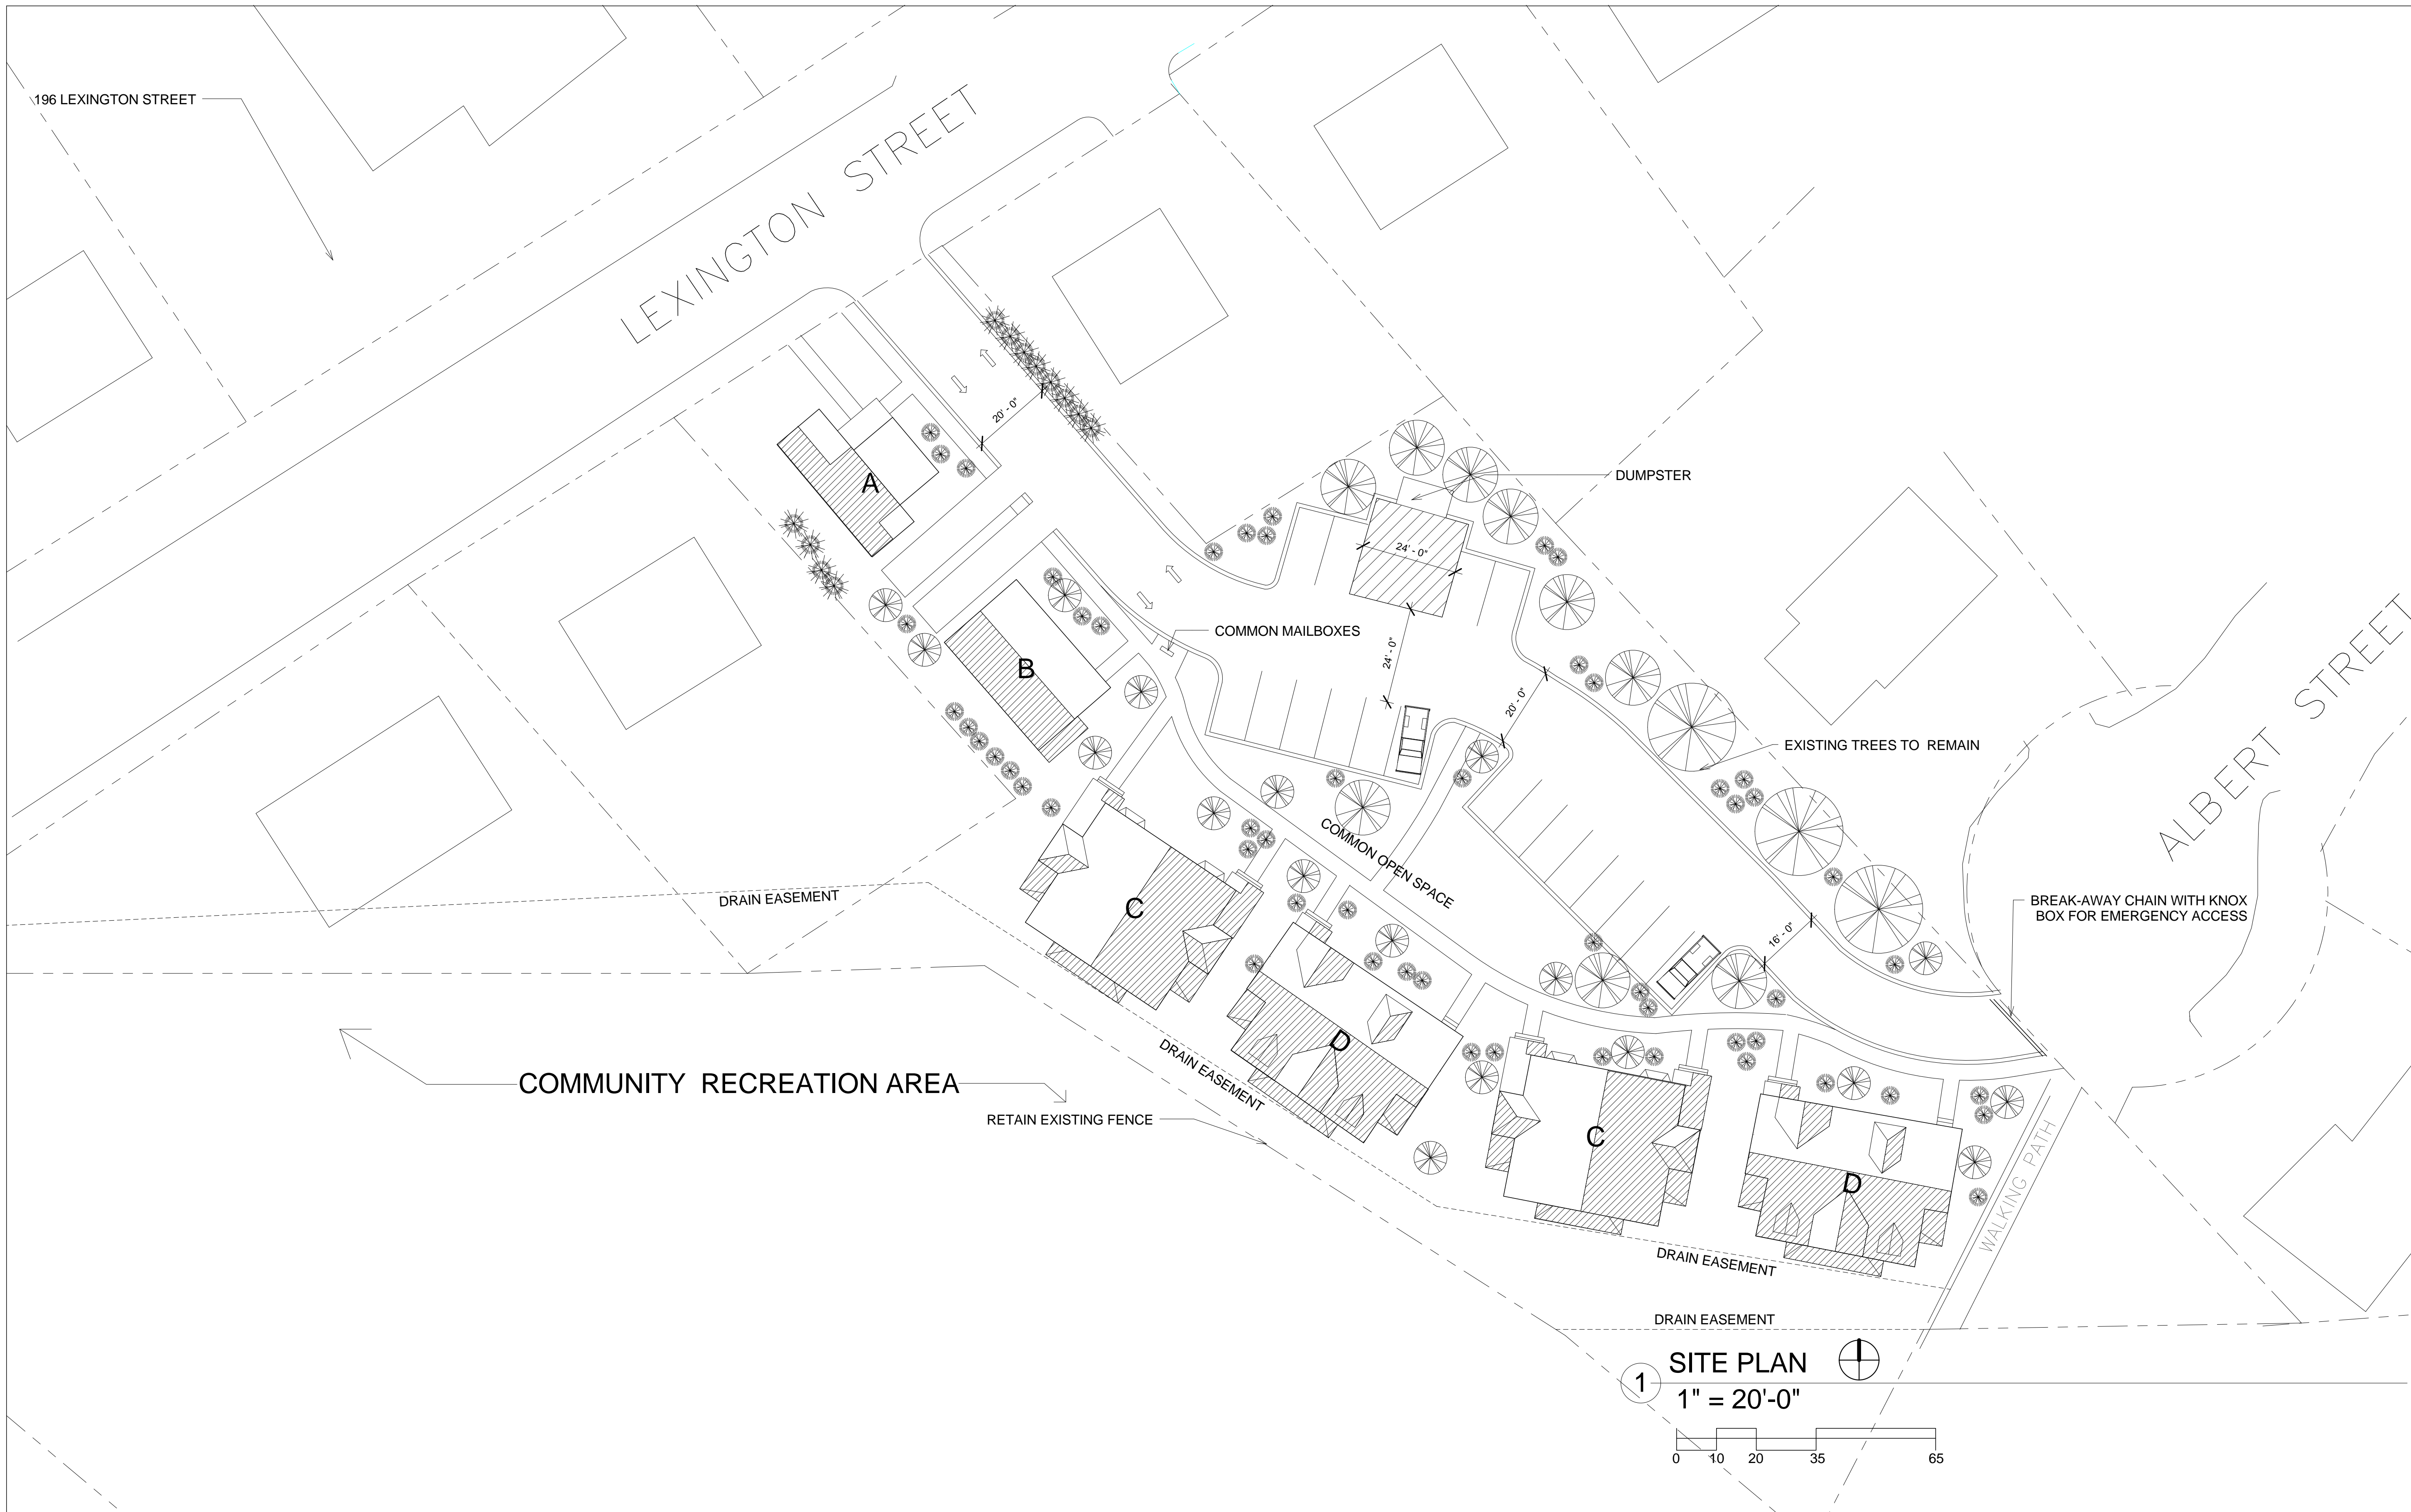 196 LEXINGTON STREET
LEXINGTON STREET
20' - 0"
A
DUMPSTER
24' - 0"
COMMON MAILBOXES
24' - 0"
B
20' - 0"
EXISTING TREES TO REMAIN
ALBERT STREET
COMMON OPEN SPACE
DRAIN EASEMENT
C
BREAK-AWAY CHAIN WITH KNOX
BOX FOR EMERGENCY ACCESS
16' - 0"
D
DRAIN EASEMENT
COMMUNITY RECREATION AREA
RETAIN EXISTING FENCE
C
D
WALKING PATH
DRAIN EASEMENT
DRAIN EASEMENT
1
SITE PLAN
1" = 20'-0"
0 10 20 35 65